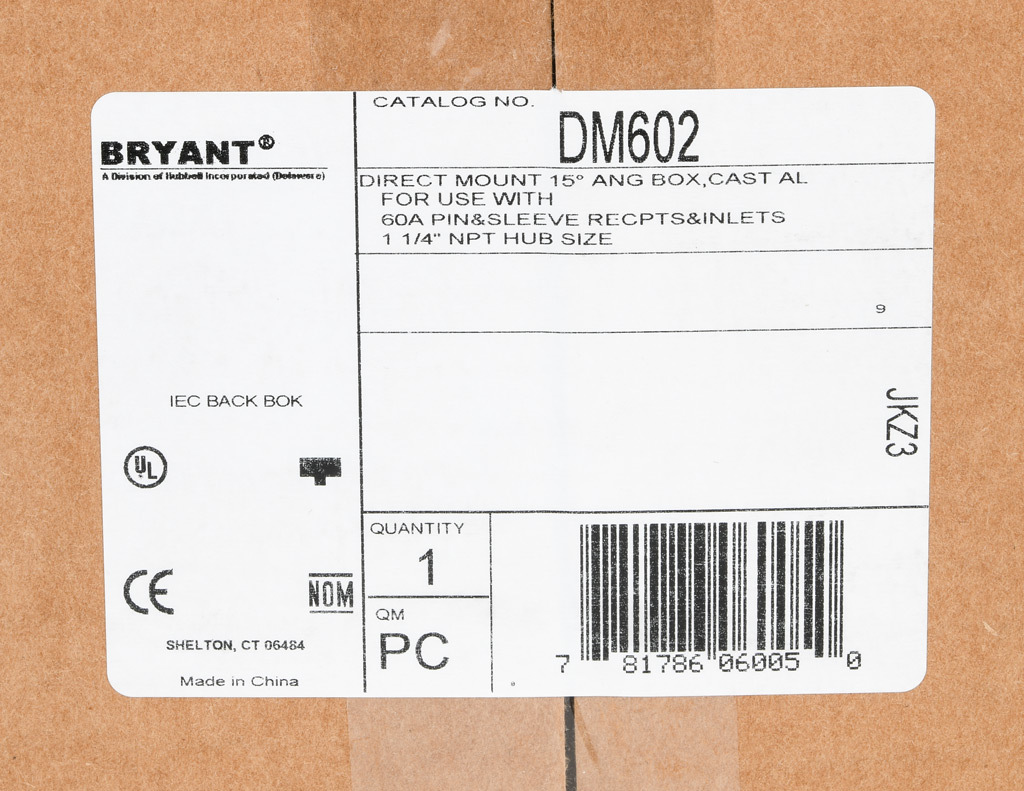 BRYANT®
A Division of Hubbell Incorporated (Delaware)
IEC BACK BOK
UL
CE
NOM
SHELTON, CT 06484
Made in China
CATALOG NO.
DM602
DIRECT MOUNT 15° ANG BOX,CAST AL
FOR USE WITH
60A PIN&SLEEVE RECPTS&INLETS
1 1/4" NPT HUB SIZE
9
JKZ3
QUANTITY
1
QM
PC
7 81786 06005 0